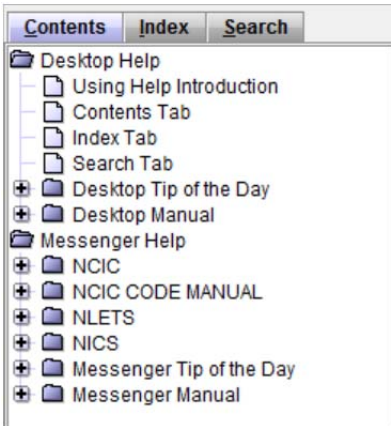 Contents Index Search
Desktop Help
Using Help Introduction
Contents Tab
Index Tab
Search Tab
Desktop Tip of the Day
Desktop Manual
Messenger Help
NCIC
NCIC CODE MANUAL
NLETS
NICS
Messenger Tip of the Day
Messenger Manual